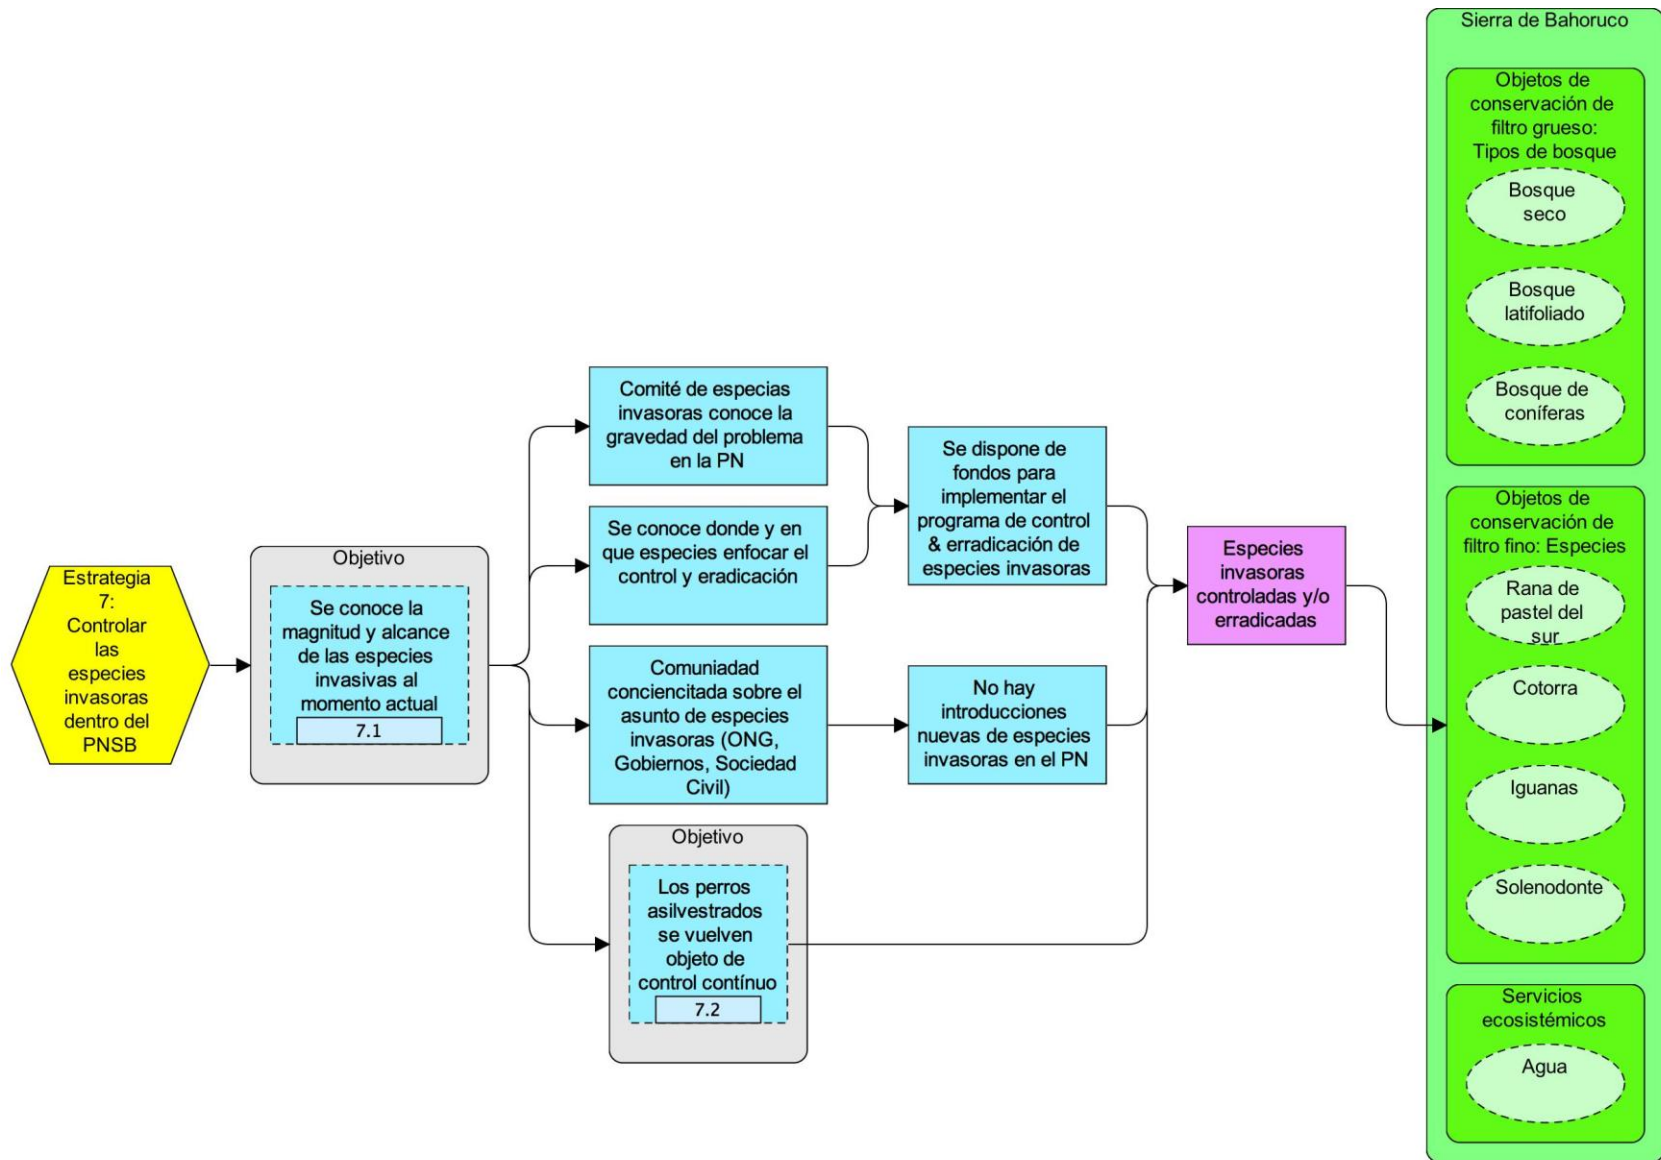 Estrategia
7:
Controlar
las
especies
invasoras
dentro del
PNSB
Objetivo
Se conoce la
magnitud y alcance
de las especies
invasivas al
momento actual
7.1
Comité de especias
invasoras conoce la
gravedad del problema
en la PN
Se conoce donde y en
que especies enfocar el
control y eradicación
Comuniadad
conciencitada sobre el
asunto de especies
invasoras (ONG,
Gobiernos, Sociedad
Civil)
Objetivo
Los perros
asilvestrados
se vuelven
objeto de
control contínuo
7.2
Se dispone de
fondos para
implementar el
programa de control
& erradicación de
especies invasoras
No hay
introducciones
nuevas de especies
invasoras en el PN
Especies
invasoras
controladas y/o
erradicadas
Sierra de Bahoruco
Objetos de
conservación de
filtro grueso:
Tipos de bosque
Bosque
seco
Bosque
latifoliado
Bosque de
coníferas
Objetos de
conservación de
filtro fino: Especies
Rana de
pastel del
sur
Cotorra
Iguanas
Solenodonte
Servicios
ecosistémicos
Agua